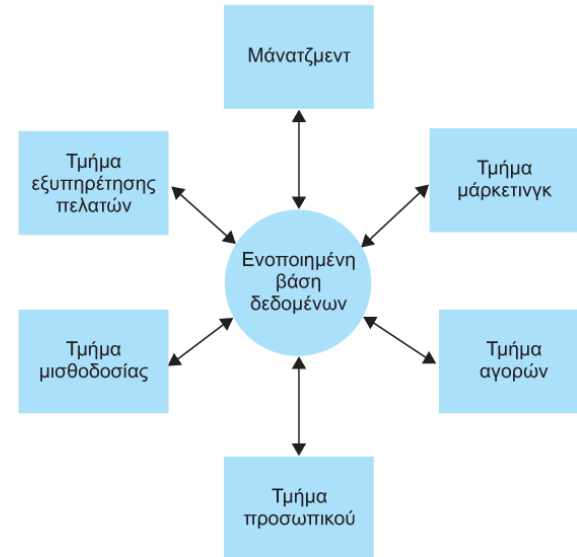 Μάνατζμεντ
Τμήμα
εξυπηρέτησης
πελατών
Τμήμα
μάρκετινγκ
Ενοποιημένη
βάση
δεδομένων
Τμήμα
μισθοδοσίας
Τμήμα
αγορών
Τμήμα
προσωπικού